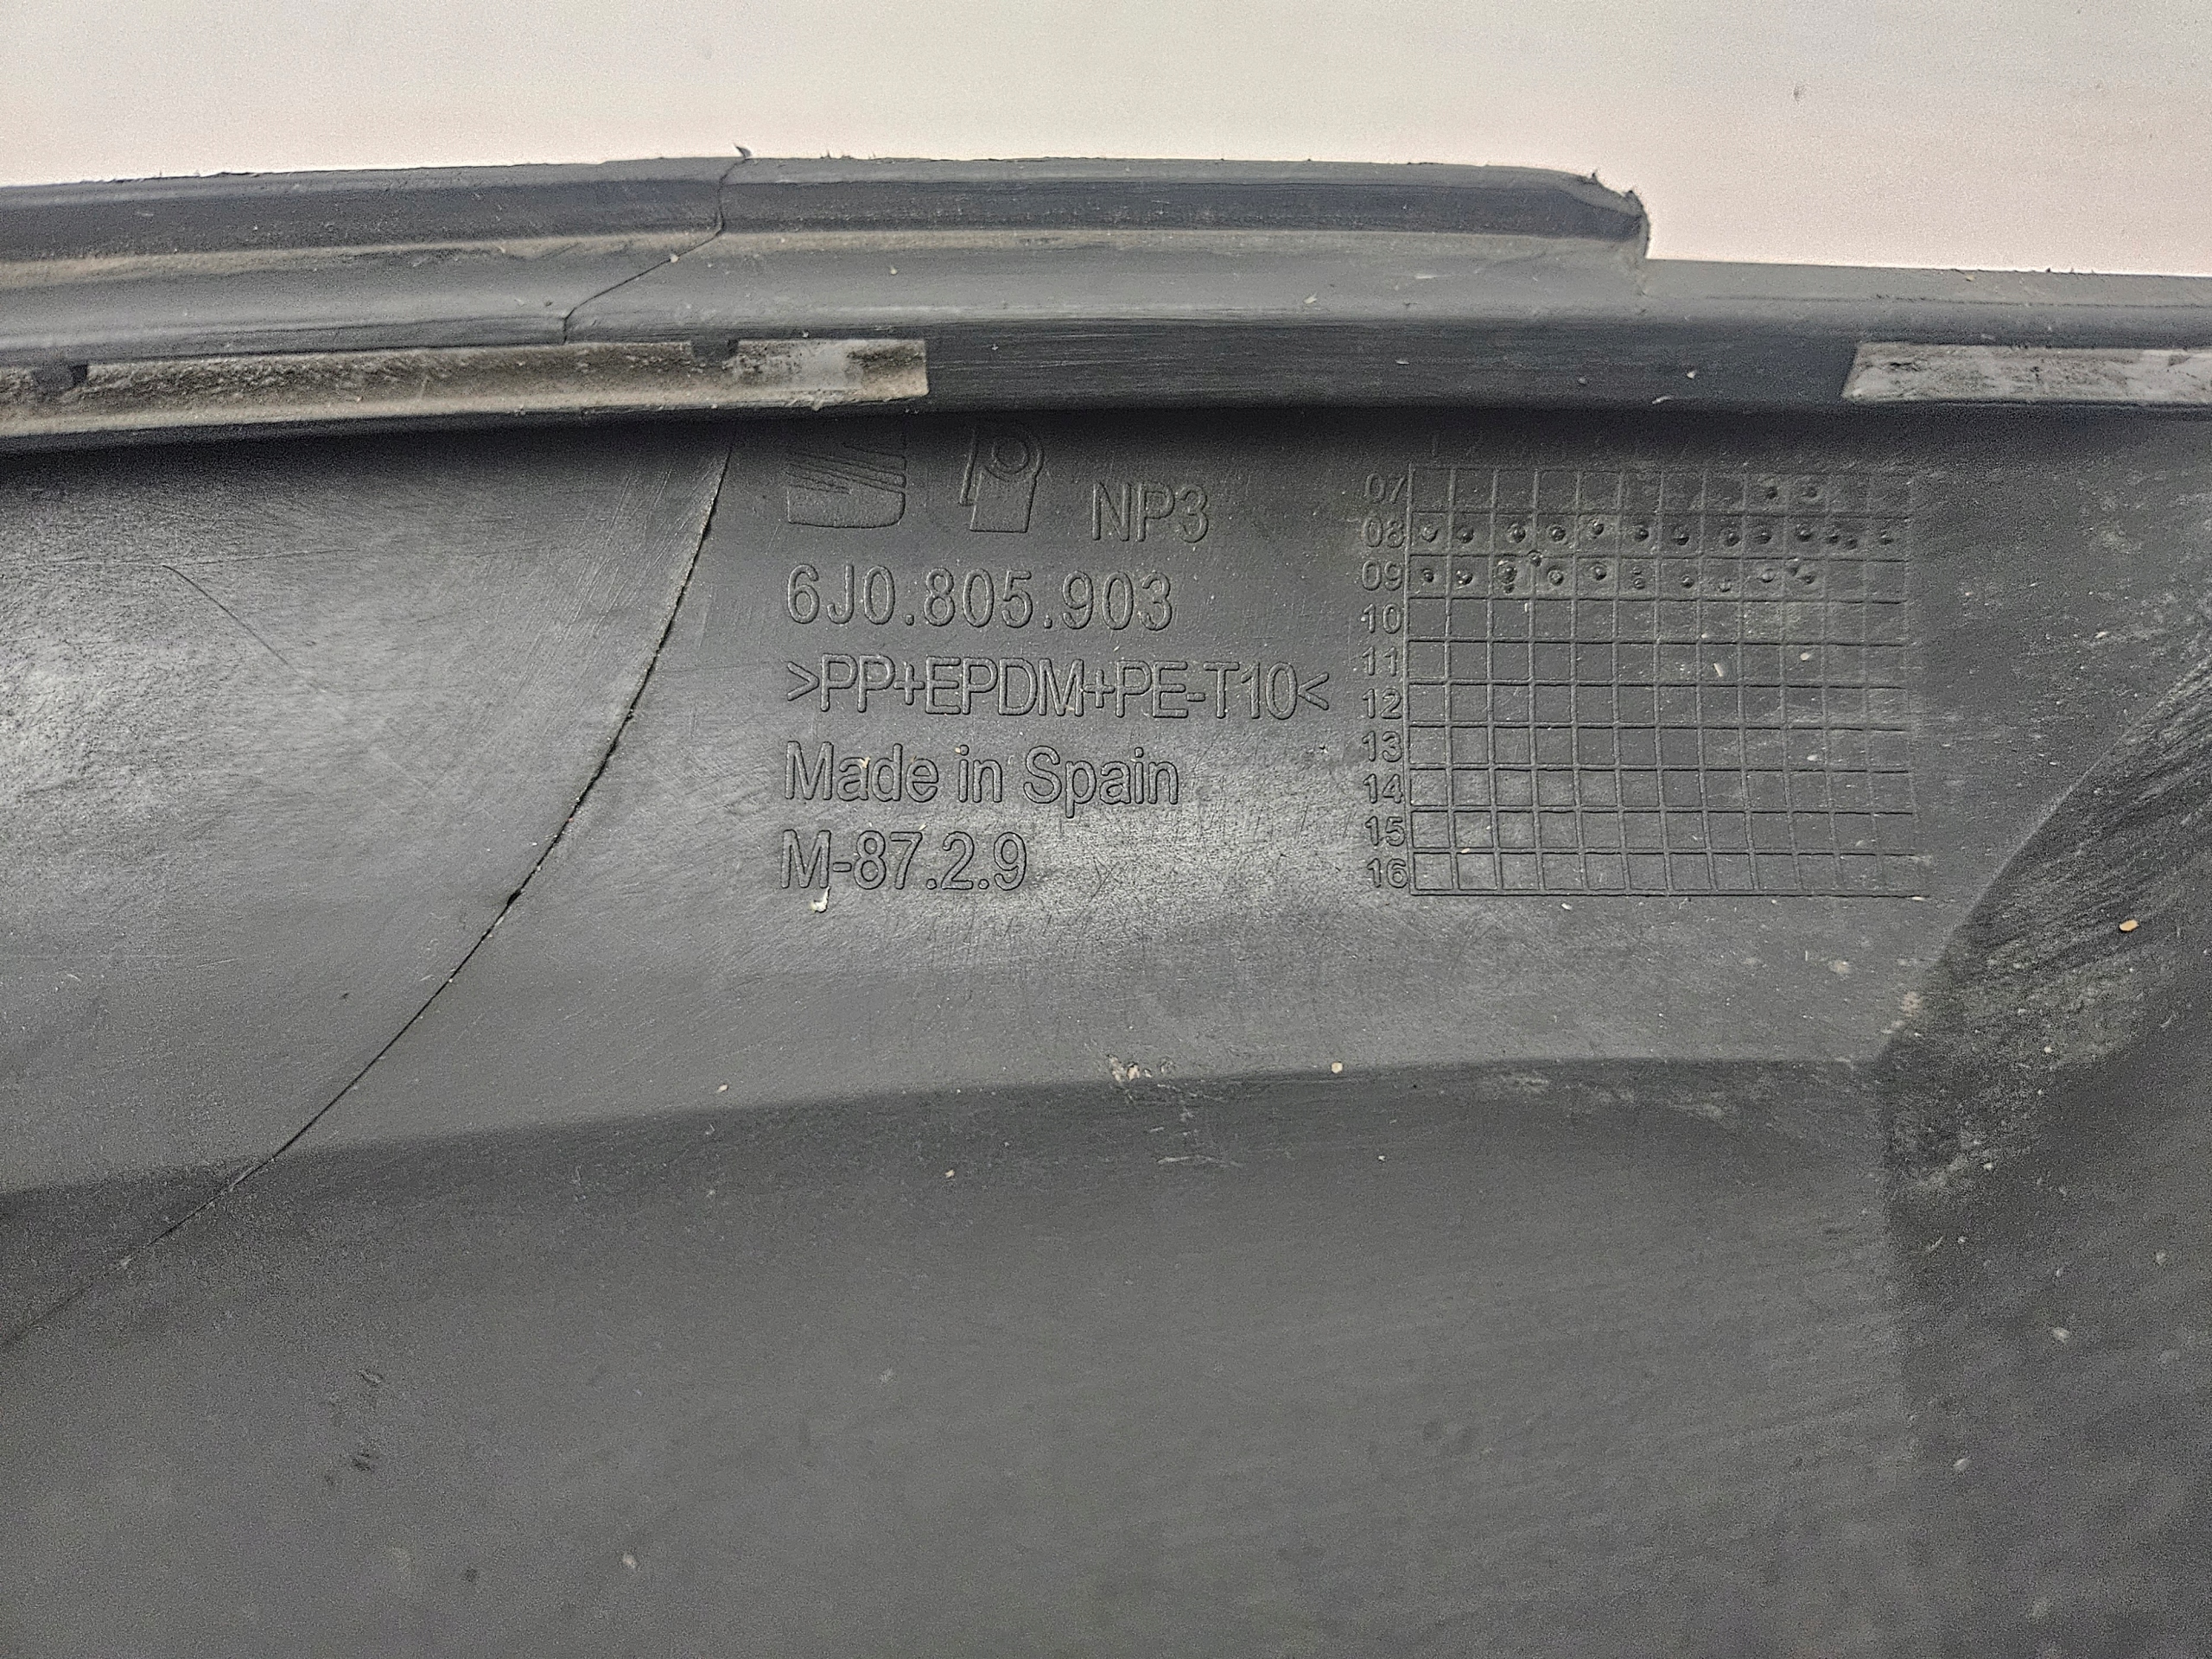 NP3
6J0.805.903
>PP+EPDM+PE-T10<
Made in Spain
M-87.2.9
07
08
09
10
11
12
13
14
15
16